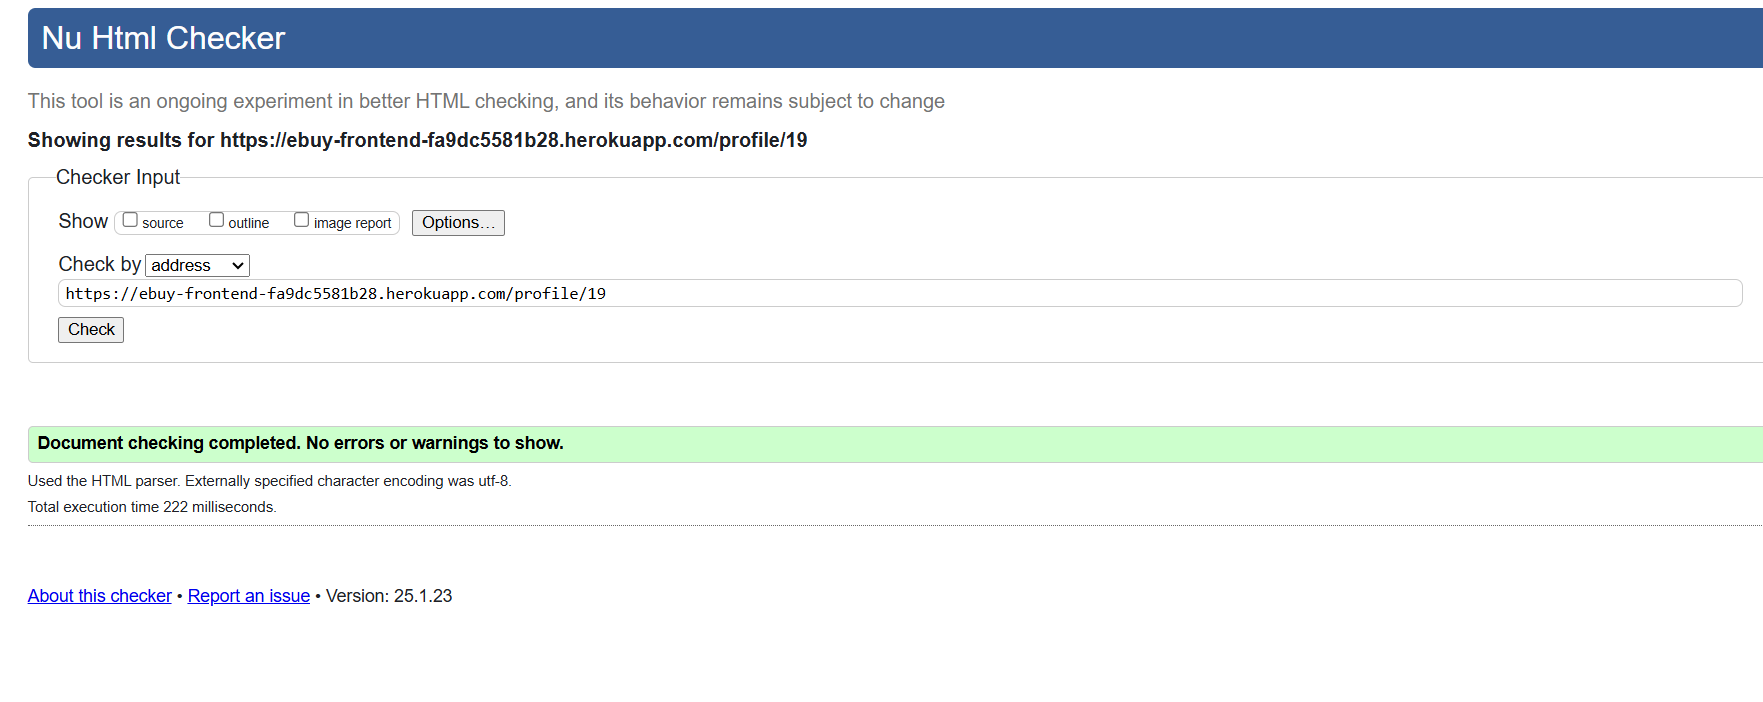 Nu Html Checker
This tool is an ongoing experiment in better HTML checking, and its behavior remains subject to change
Showing results for https://ebuy-frontend-fa9dc5581b28.herokuapp.com/profile/19
Checker Input
Show source outline image report Options...
Check by address
https://ebuy-frontend-fa9dc5581b28.herokuapp.com/profile/19
Check
Document checking completed. No errors or warnings to show.
Used the HTML parser. Externally specified character encoding was utf-8.
Total execution time 222 milliseconds.
About this checker • Report an issue • Version: 25.1.23